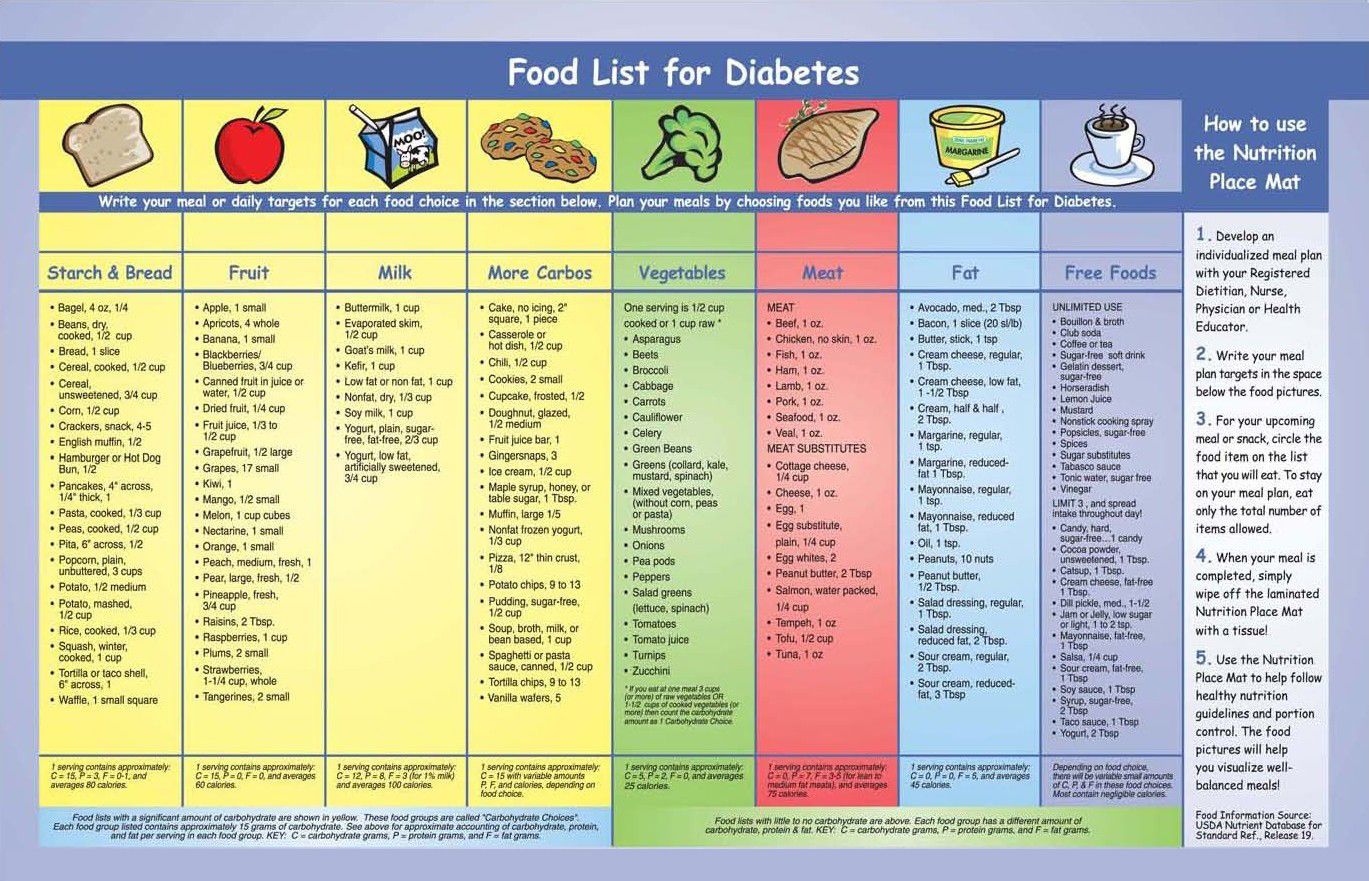 Food List for Diabetes
MOO!
MARGARINE
How to use
the Nutrition
Place Mat
Write your meal or daily targets for each food choice in the section below. Plan your meals by choosing foods you like from this Food List for Diabetes.
Starch & Bread
• Bagel, 4 oz, 1/4
• Beans, dry,
cooked, 1/2 cup
• Bread, 1 slice
• Cereal, cooked, 1/2 cup
• Cereal,
unsweetened, 3/4 cup
• Corn, 1/2 cup
• Crackers, snack, 4-5
• English muffin, 1/2
• Hamburger or Hot Dog
Bun, 1/2
• Pancakes, 4" across,
1/4" thick, 1
• Pasta, cooked, 1/3 cup
• Peas, cooked, 1/2 cup
• Pita, 6" across, 1/2
• Popcorn, plain,
unbuttered, 3 cups
• Potato, 1/2 medium
• Potato, mashed,
1/2 cup
• Rice, cooked, 1/3 cup
• Squash, winter,
cooked, 1 cup
• Tortilla or taco shell,
6" across, 1
• Waffle, 1 small square
1 serving contains approximately:
C = 15, P = 3, F = 0-1, and
averages 80 calories.
Fruit
• Apple, 1 small
• Apricots, 4 whole
• Banana, 1 small
• Blackberries/
Blueberries, 3/4 cup
• Canned fruit in juice or
water, 1/2 cup
• Dried fruit, 1/4 cup
• Fruit juice, 1/3 to
1/2 cup
• Grapefruit, 1/2 large
• Grapes, 17 small
• Kiwi, 1
• Mango, 1/2 small
• Melon, 1 cup cubes
• Nectarine, 1 small
• Orange, 1 small
• Peach, medium, fresh, 1
• Pear, large, fresh, 1/2
• Pineapple, fresh,
3/4 cup
• Raisins, 2 Tbsp.
• Raspberries, 1 cup
• Plums, 2 small
• Strawberries,
1-1/4 cup, whole
• Tangerines, 2 small
1 serving contains approximately:
C = 15, P = 0, F = 0, and averages
60 calories.
Milk
• Buttermilk, 1 cup
• Evaporated skim,
1/2 cup
• Goat's milk, 1 cup
• Kefir, 1 cup
• Low fat or non fat, 1 cup
• Nonfat, dry, 1/3 cup
• Soy milk, 1 cup
• Yogurt, plain, sugar-
free, fat-free, 2/3 cup
• Yogurt, low fat,
artificially sweetened,
3/4 cup
1 serving contains approximately:
C = 12, P = 8, F = 3 (for 1% milk)
and averages 100 calories.
More Carbos
• Cake, no icing, 2"
square, 1 piece
• Casserole or
hot dish, 1/2 cup
• Chili, 1/2 cup
• Cookies, 2 small
• Cupcake, frosted, 1/2
• Doughnut, glazed,
1/2 medium
• Fruit juice bar, 1
• Gingersnaps, 3
• Ice cream, 1/2 cup
• Maple syrup, honey, or
table sugar, 1 Tbsp.
• Muffin, large 1/5
• Nonfat frozen yogurt,
1/3 cup
• Pizza, 12" thin crust,
1/8
• Potato chips, 9 to 13
• Pudding, sugar-free,
1/2 cup
• Soup, broth, milk, or
bean based, 1 cup
• Spaghetti or pasta
sauce, canned, 1/2 cup
• Tortilla chips, 9 to 13
• Vanilla wafers, 5
1 serving contains approximately:
C = 15 with variable amounts
P, F, and calories, depending on
food choice.
Vegetables
One serving is 1/2 cup
cooked or 1 cup raw *
• Asparagus
• Beets
• Broccoli
• Cabbage
• Carrots
• Cauliflower
• Celery
• Green Beans
• Greens (collard, kale,
mustard, spinach)
• Mixed vegetables,
(without corn, peas
or pasta)
• Mushrooms
• Onions
• Pea pods
• Peppers
• Salad greens
(lettuce, spinach)
• Tomatoes
• Tomato juice
• Turnips
• Zucchini
* If you eat at one meal 3 cups
(or more) of raw vegetables OR
1-1/2 cups of cooked vegetables (or
more) then count the carbohydrate
amount as 1 Carbohydrate Choice.
1 serving contains approximately:
C = 5, P = 2, F = 0, and averages
25 calories.
Meat
MEAT
• Beef, 1 oz.
• Chicken, no skin, 1 oz.
• Fish, 1 oz.
• Ham, 1 oz.
• Lamb, 1 oz.
• Pork, 1 oz.
• Seafood, 1 oz.
• Veal, 1 oz.
MEAT SUBSTITUTES
• Cottage cheese,
1/4 cup
• Cheese, 1 oz.
• Egg, 1
• Egg substitute,
plain, 1/4 cup
• Egg whites, 2
• Peanut butter, 2 Tbsp
• Salmon, water packed,
1/4 cup
• Tempeh, 1 oz
• Tofu, 1/2 cup
• Tuna, 1 oz
1 serving contains approximately:
C = 0, P = 7, F = 3-5 (for lean to
medium fat meats), and averages
75 calories.
Fat
• Avocado, med., 2 Tbsp
• Bacon, 1 slice (20 sl/lb)
• Butter, stick, 1 tsp
• Cream cheese, regular,
1 Tbsp.
• Cream cheese, low fat,
1 -1/2 Tbsp
• Cream, half & half ,
2 Tbsp.
• Margarine, regular,
1 tsp.
• Margarine, reduced-
fat 1 Tbsp.
• Mayonnaise, regular,
1 tsp.
• Mayonnaise, reduced
fat, 1 Tbsp.
• Oil, 1 tsp.
• Peanuts, 10 nuts
• Peanut butter,
1/2 Tbsp.
• Salad dressing, regular,
1 Tbsp.
• Salad dressing,
reduced fat, 2 Tbsp.
• Sour cream, regular,
2 Tbsp.
• Sour cream, reduced-
fat, 3 Tbsp
1 serving contains approximately:
C = 0, P = 0, F = 5, and averages
45 calories.
Free Foods
UNLIMITED USE
• Bouillon & broth
• Club soda
• Coffee or tea
• Sugar-free soft drink
• Gelatin dessert,
sugar-free
• Horseradish
• Lemon Juice
• Mustard
• Nonstick cooking spray
• Popsicles, sugar-free
• Spices
• Sugar substitutes
• Tabasco sauce
• Tonic water, sugar free
• Vinegar
LIMIT 3 , and spread
intake throughout day!
• Candy, hard,
sugar-free...1 candy
• Cocoa powder,
unsweetened, 1 Tbsp.
• Catsup, 1 Tbsp.
• Cream cheese, fat-free
1 Tbsp.
• Dill pickle, med., 1-1/2
• Jam or Jelly, low sugar
or light, 1 to 2 tsp.
• Mayonnaise, fat-free,
1 Tbsp
• Salsa, 1/4 cup
• Sour cream, fat-free,
1 Tbsp
• Soy sauce, 1 Tbsp
• Syrup, sugar-free,
2 Tbsp
• Taco sauce, 1 Tbsp
• Yogurt, 2 Tbsp
Depending on food choice,
there will be variable small amounts
of C, P, & F in these food choices.
Most contain negligible calories.
1. Develop an
individualized meal plan
with your Registered
Dietitian, Nurse,
Physician or Health
Educator.
2. Write your meal
plan targets in the space
below the food pictures.
3. For your upcoming
meal or snack, circle the
food item on the list
that you will eat. To stay
on your meal plan, eat
only the total number of
items allowed.
4. When your meal is
completed, simply
wipe off the laminated
Nutrition Place Mat
with a tissue!
5. Use the Nutrition
Place Mat to help follow
healthy nutrition
guidelines and portion
control. The food
pictures will help
you visualize well-
balanced meals!
Food Information Source:
USDA Nutrient Database for
Standard Ref., Release 19.
Food lists with a significant amount of carbohydrate are shown in yellow. These food groups are called "Carbohydrate Choices".
Each food group listed contains approximately 15 grams of carbohydrate. See above for approximate accounting of carbohydrate, protein,
and fat per serving in each food group. KEY: C = carbohydrate grams, P = protein grams, and F = fat grams.
Food lists with little to no carbohydrate are above. Each food group has a different amount of
carbohydrate, protein & fat. KEY: C = carbohydrate grams, P = protein grams, and F = fat grams.